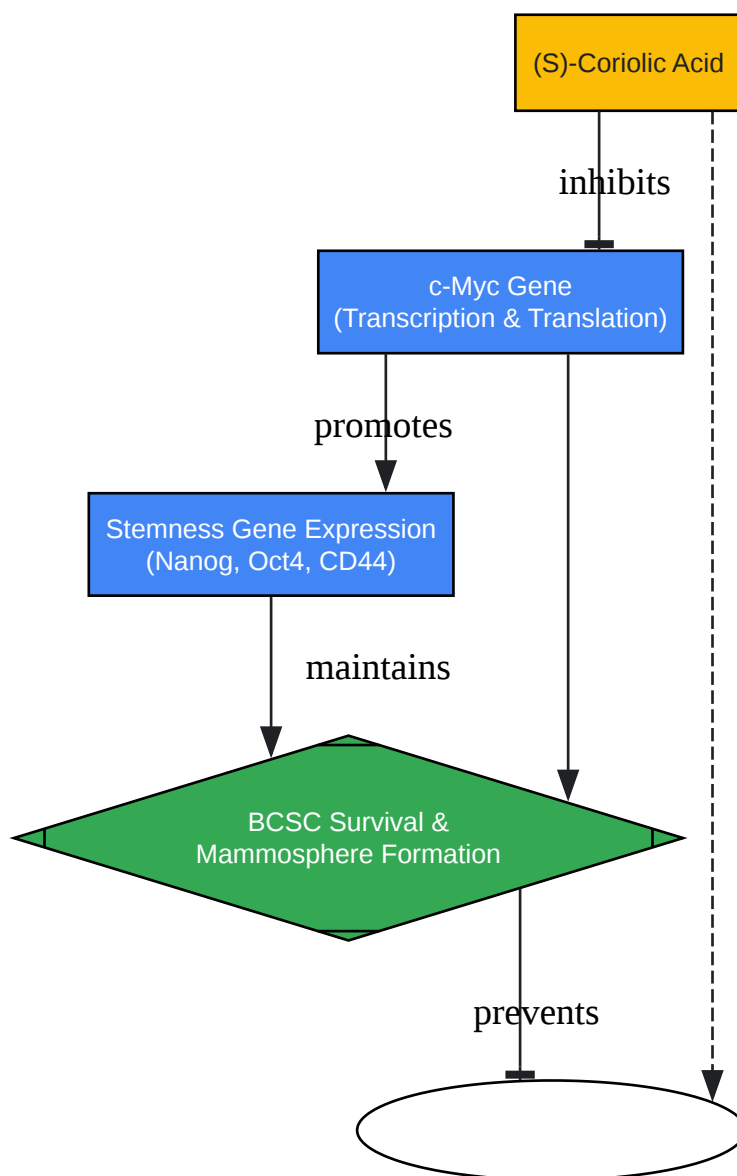 (S)-Coriolic Acid
inhibits
c-Myc Gene
(Transcription & Translation)
promotes
Stemness Gene Expression
(Nanog, Oct4, CD44)
maintains
BCSC Survival &
Mammosphere Formation
prevents